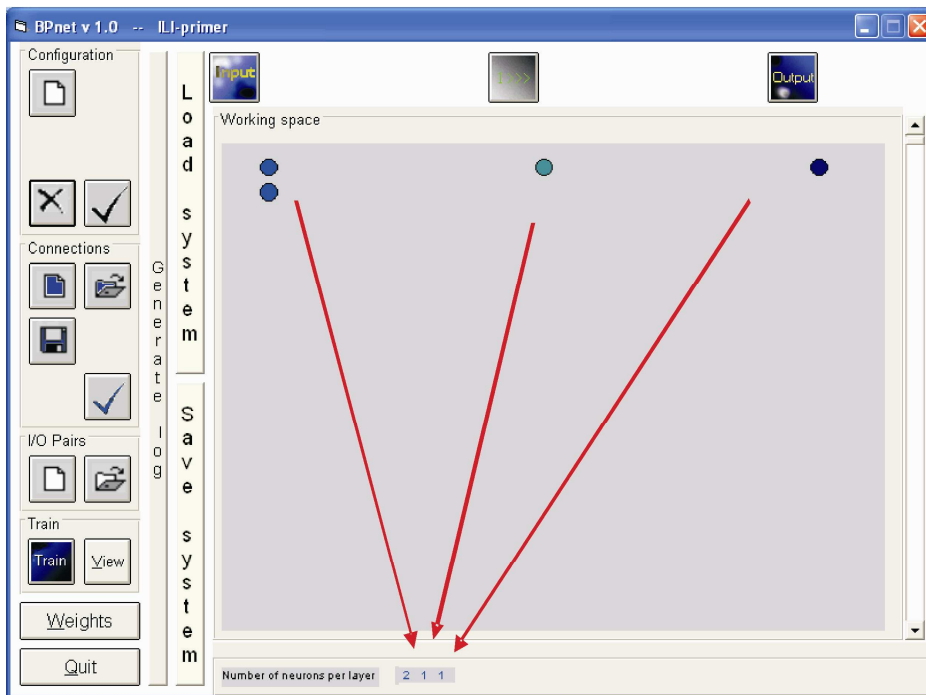 BPnet v 1.0 -- ILI-primer
Configuration
Connections
I/O Pairs
Train
Train
View
Weights
Quit
Generate log
Load system
Save system
Input
>>
Output
Working space
Number of neurons per layer 2 1 1